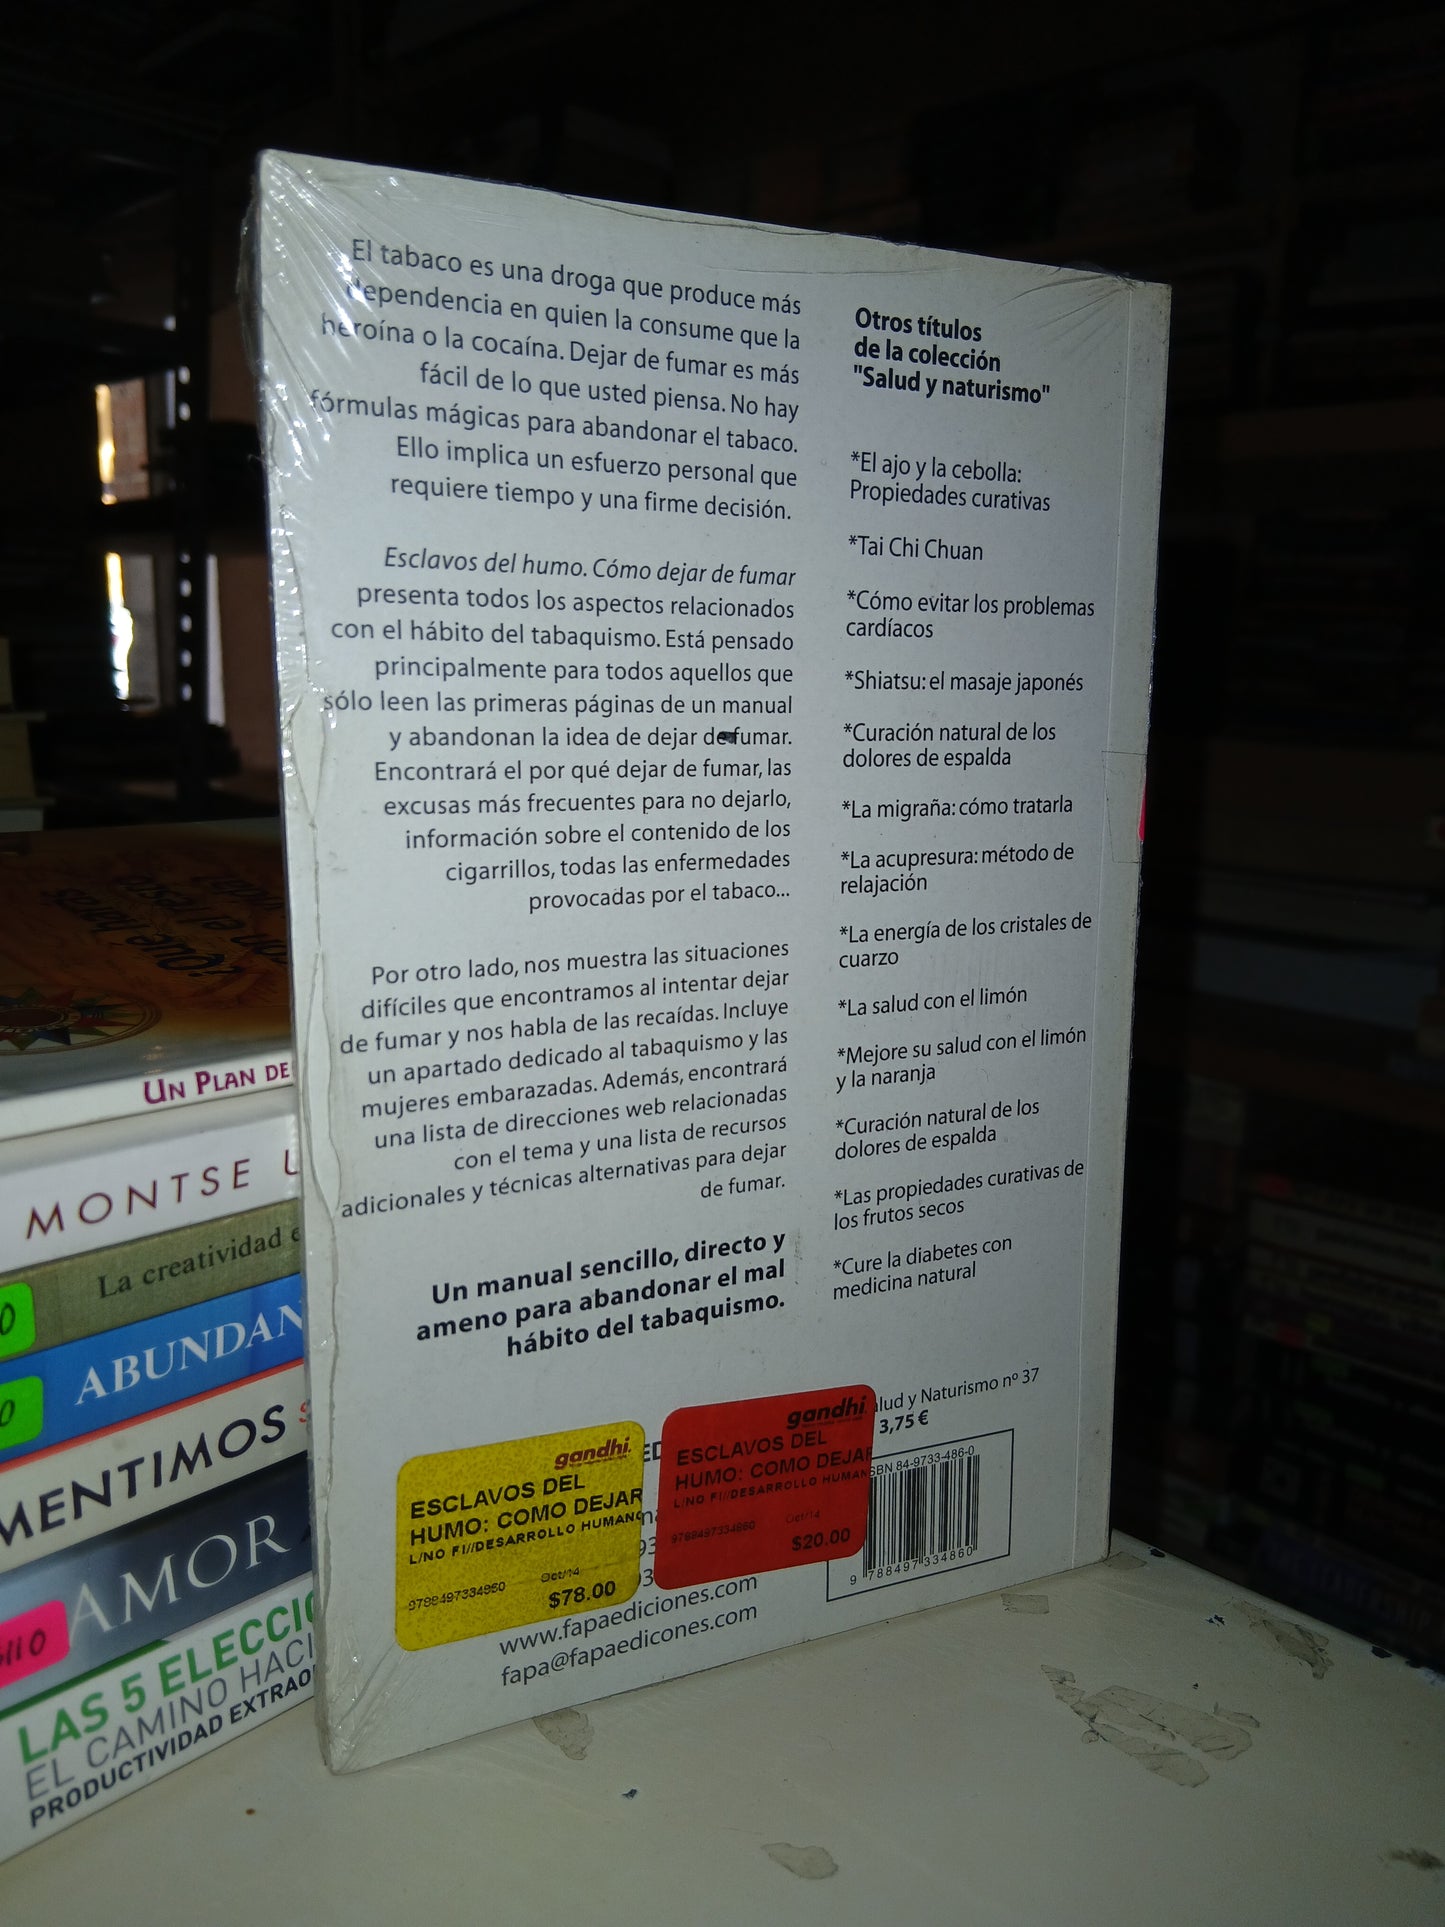 El tabaco es una droga que produce más
dependencia en quien la consume que la
heroína o la cocaína. Dejar de fumar es más
fácil de lo que usted piensa. No hay
fórmulas mágicas para abandonar el tabaco.
Ello implica un esfuerzo personal que
requiere tiempo y una firme decisión.
Esclavos del humo. Cómo dejar de fumar
presenta todos los aspectos relacionados
con el hábito del tabaquismo. Está pensado
principalmente para todos aquellos que
sólo leen las primeras páginas de un manual
y abandonan la idea de dejar de fumar.
Encontrará el por qué dejar de fumar, las
excusas más frecuentes para no dejarlo,
información sobre el contenido de los
cigarrillos, todas las enfermedades
provocadas por el tabaco...
Por otro lado, nos muestra las situaciones
difíciles que encontramos al intentar dejar
de fumar y nos habla de las recaídas. Incluye
un apartado dedicado al tabaquismo y las
mujeres embarazadas. Además, encontrará
una lista de direcciones web relacionadas
con el tema y una lista de recursos
adicionales y técnicas alternativas para dejar
de fumar.
Un manual sencillo, directo y
ameno para abandonar el mal
hábito del tabaquismo.
Otros títulos
de la colección
"Salud y naturismo"
*El ajo y la cebolla:
Propiedades curativas
*Tai Chi Chuan
*Cómo evitar los problemas
cardíacos
*Shiatsu: el masaje japonés
*Curación natural de los
dolores de espalda
*La migraña: cómo tratarla
*La acupresura: método de
relajación
*La energía de los cristales de
cuarzo
*La salud con el limón
*Mejore su salud con el limón
y la naranja
*Curación natural de los
dolores de espalda
*Las propiedades curativas de
los frutos secos
*Cure la diabetes con
medicina natural
alud y Naturismo nº 37
3,75 €
SBN 84-9733-486-0
9 788497 334860
gandhi
ESCLAVOS DEL
HUMO: COMO DEJAR
L/NO FI//DESARROLLO HUMANO
9788497334860
Oct/14
$78.00
gandhi
ESCLAVOS DEL
HUMO: COMO DEJAR
L/NO FI//DESARROLLO HUMAN
9788497334860
Oct/14
$20.00
www.fapaediciones.com
fapa@fapaedicones.com
UN PLAN DE
MONTSE U
La creatividad e
ABUNDAN
MENTIMOS
AMOR
LAS 5 ELECCIO
EL CAMINO HACI
PRODUCTIVIDAD EXTRAO